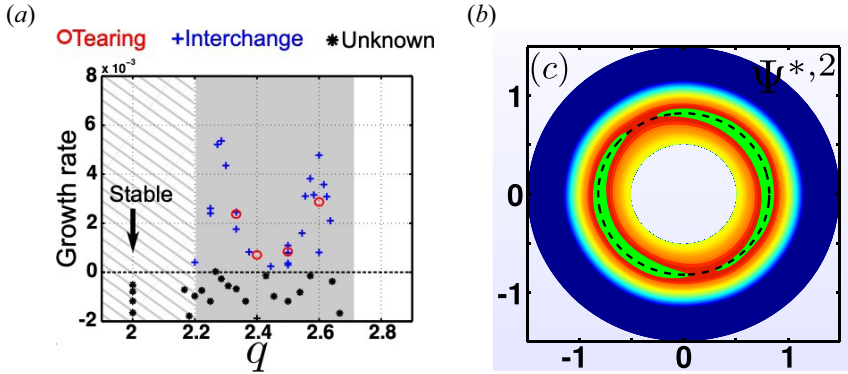 (a)
Tearing Interchange Unknown
8 x 10⁻³
6
4
2
0
-2
Growth rate
Stable
2 2.2 2.4 2.6 2.8
q
(b)
(c) Ψ*,2
1
0
-1
-1 0 1